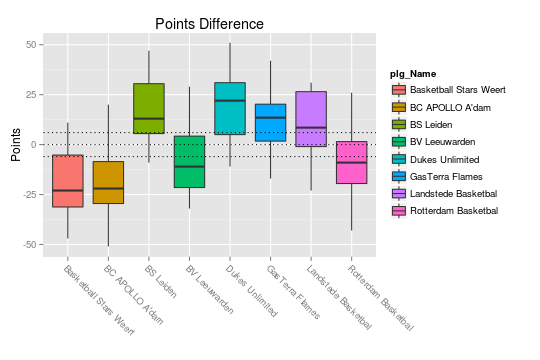 Points Difference
Points
50
25
0
-25
-50
Basketball Stars Weert
BC APOLLO A'dam
BS Leiden
BV Leeuwarden
Dukes Unlimited
GasTerra Flames
Landstede Basketbal
Rotterdam Basketbal
plg_Name
Basketball Stars Weert
BC APOLLO A'dam
BS Leiden
BV Leeuwarden
Dukes Unlimited
GasTerra Flames
Landstede Basketbal
Rotterdam Basketbal